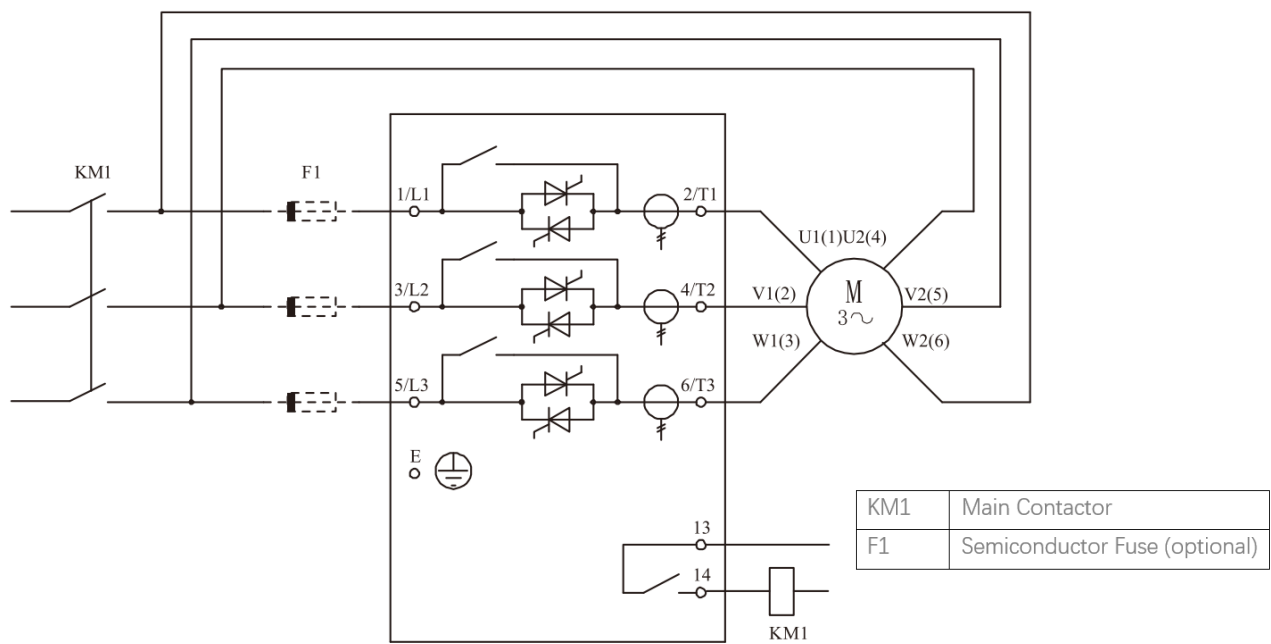 KM1
F1
1/L1
2/T1
U1(1)U2(4)
3/L2
4/T2
V1(2)
M
3~
V2(5)
W1(3)
W2(6)
5/L3
6/T3
E
KM1 Main Contactor
F1 Semiconductor Fuse (optional)
13
14
KM1